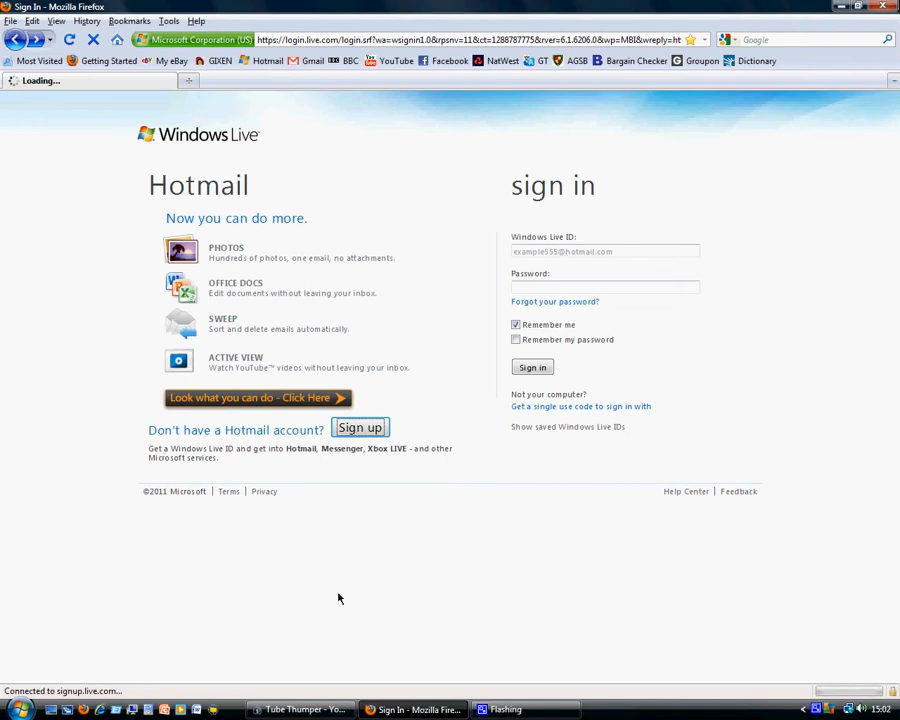 Sign In - Mozilla Firefox
File Edit View History Bookmarks Tools Help
Microsoft Corporation (US) https://login.live.com/login.srf?wa=wsignin1.0&rpsnv=11&ct=1288787775&rver=6.1.6206.0&wp=MBI&wreply=ht Google
Most Visited Getting Started My eBay GIXEN Hotmail Gmail BBC YouTube Facebook NatWest GT AGSB Bargain Checker Groupon Dictionary
Loading...
Windows Live
Hotmail
Now you can do more.
PHOTOS
Hundreds of photos, one email, no attachments.
OFFICE DOCS
Edit documents without leaving your inbox.
SWEEP
Sort and delete emails automatically.
ACTIVE VIEW
Watch YouTube™ videos without leaving your inbox.
Look what you can do - Click Here
Don't have a Hotmail account? Sign up
Get a Windows Live ID and get into Hotmail, Messenger, Xbox LIVE - and other
Microsoft services.
sign in
Windows Live ID:
example555@hotmail.com
Password:
Forgot your password?
Remember me
Remember my password
Sign in
Not your computer?
Get a single use code to sign in with
Show saved Windows Live IDs
©2011 Microsoft Terms Privacy Help Center Feedback
Connected to signup.live.com...
Tube Thumper - Yo... Sign In - Mozilla Fire... Flashing 15:02